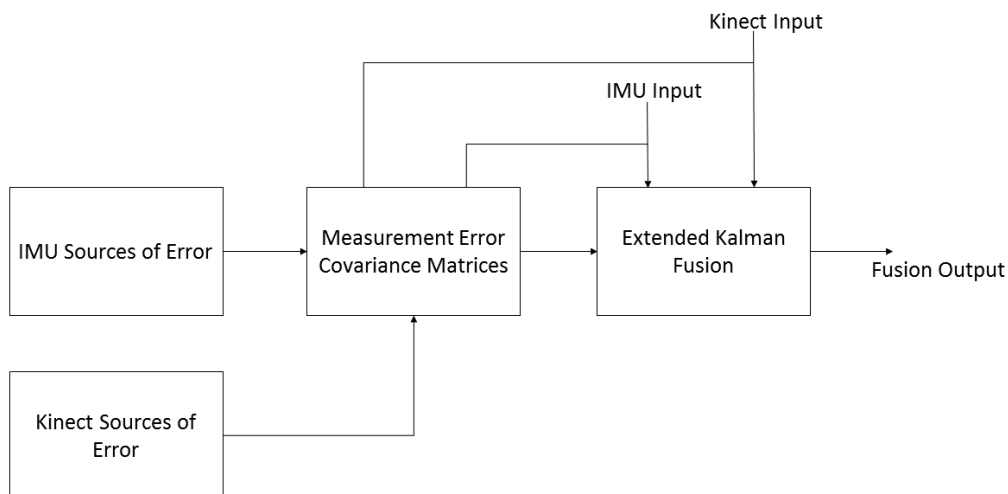 Kinect Input
IMU Input
IMU Sources of Error
Measurement Error
Covariance Matrices
Extended Kalman
Fusion
Fusion Output
Kinect Sources of
Error